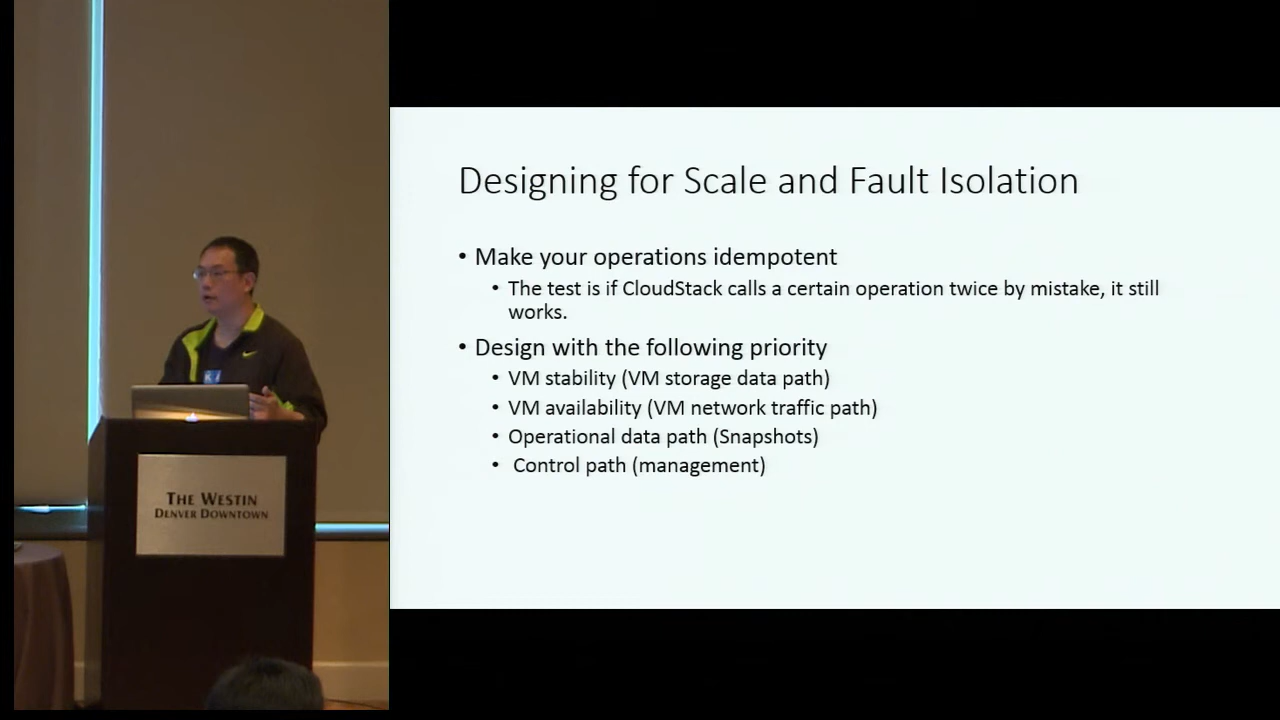 Designing for Scale and Fault Isolation
• Make your operations idempotent
• The test is if CloudStack calls a certain operation twice by mistake, it still
works.
• Design with the following priority
• VM stability (VM storage data path)
• VM availability (VM network traffic path)
• Operational data path (Snapshots)
• Control path (management)
THE WESTIN
DENVER DOWNTOWN